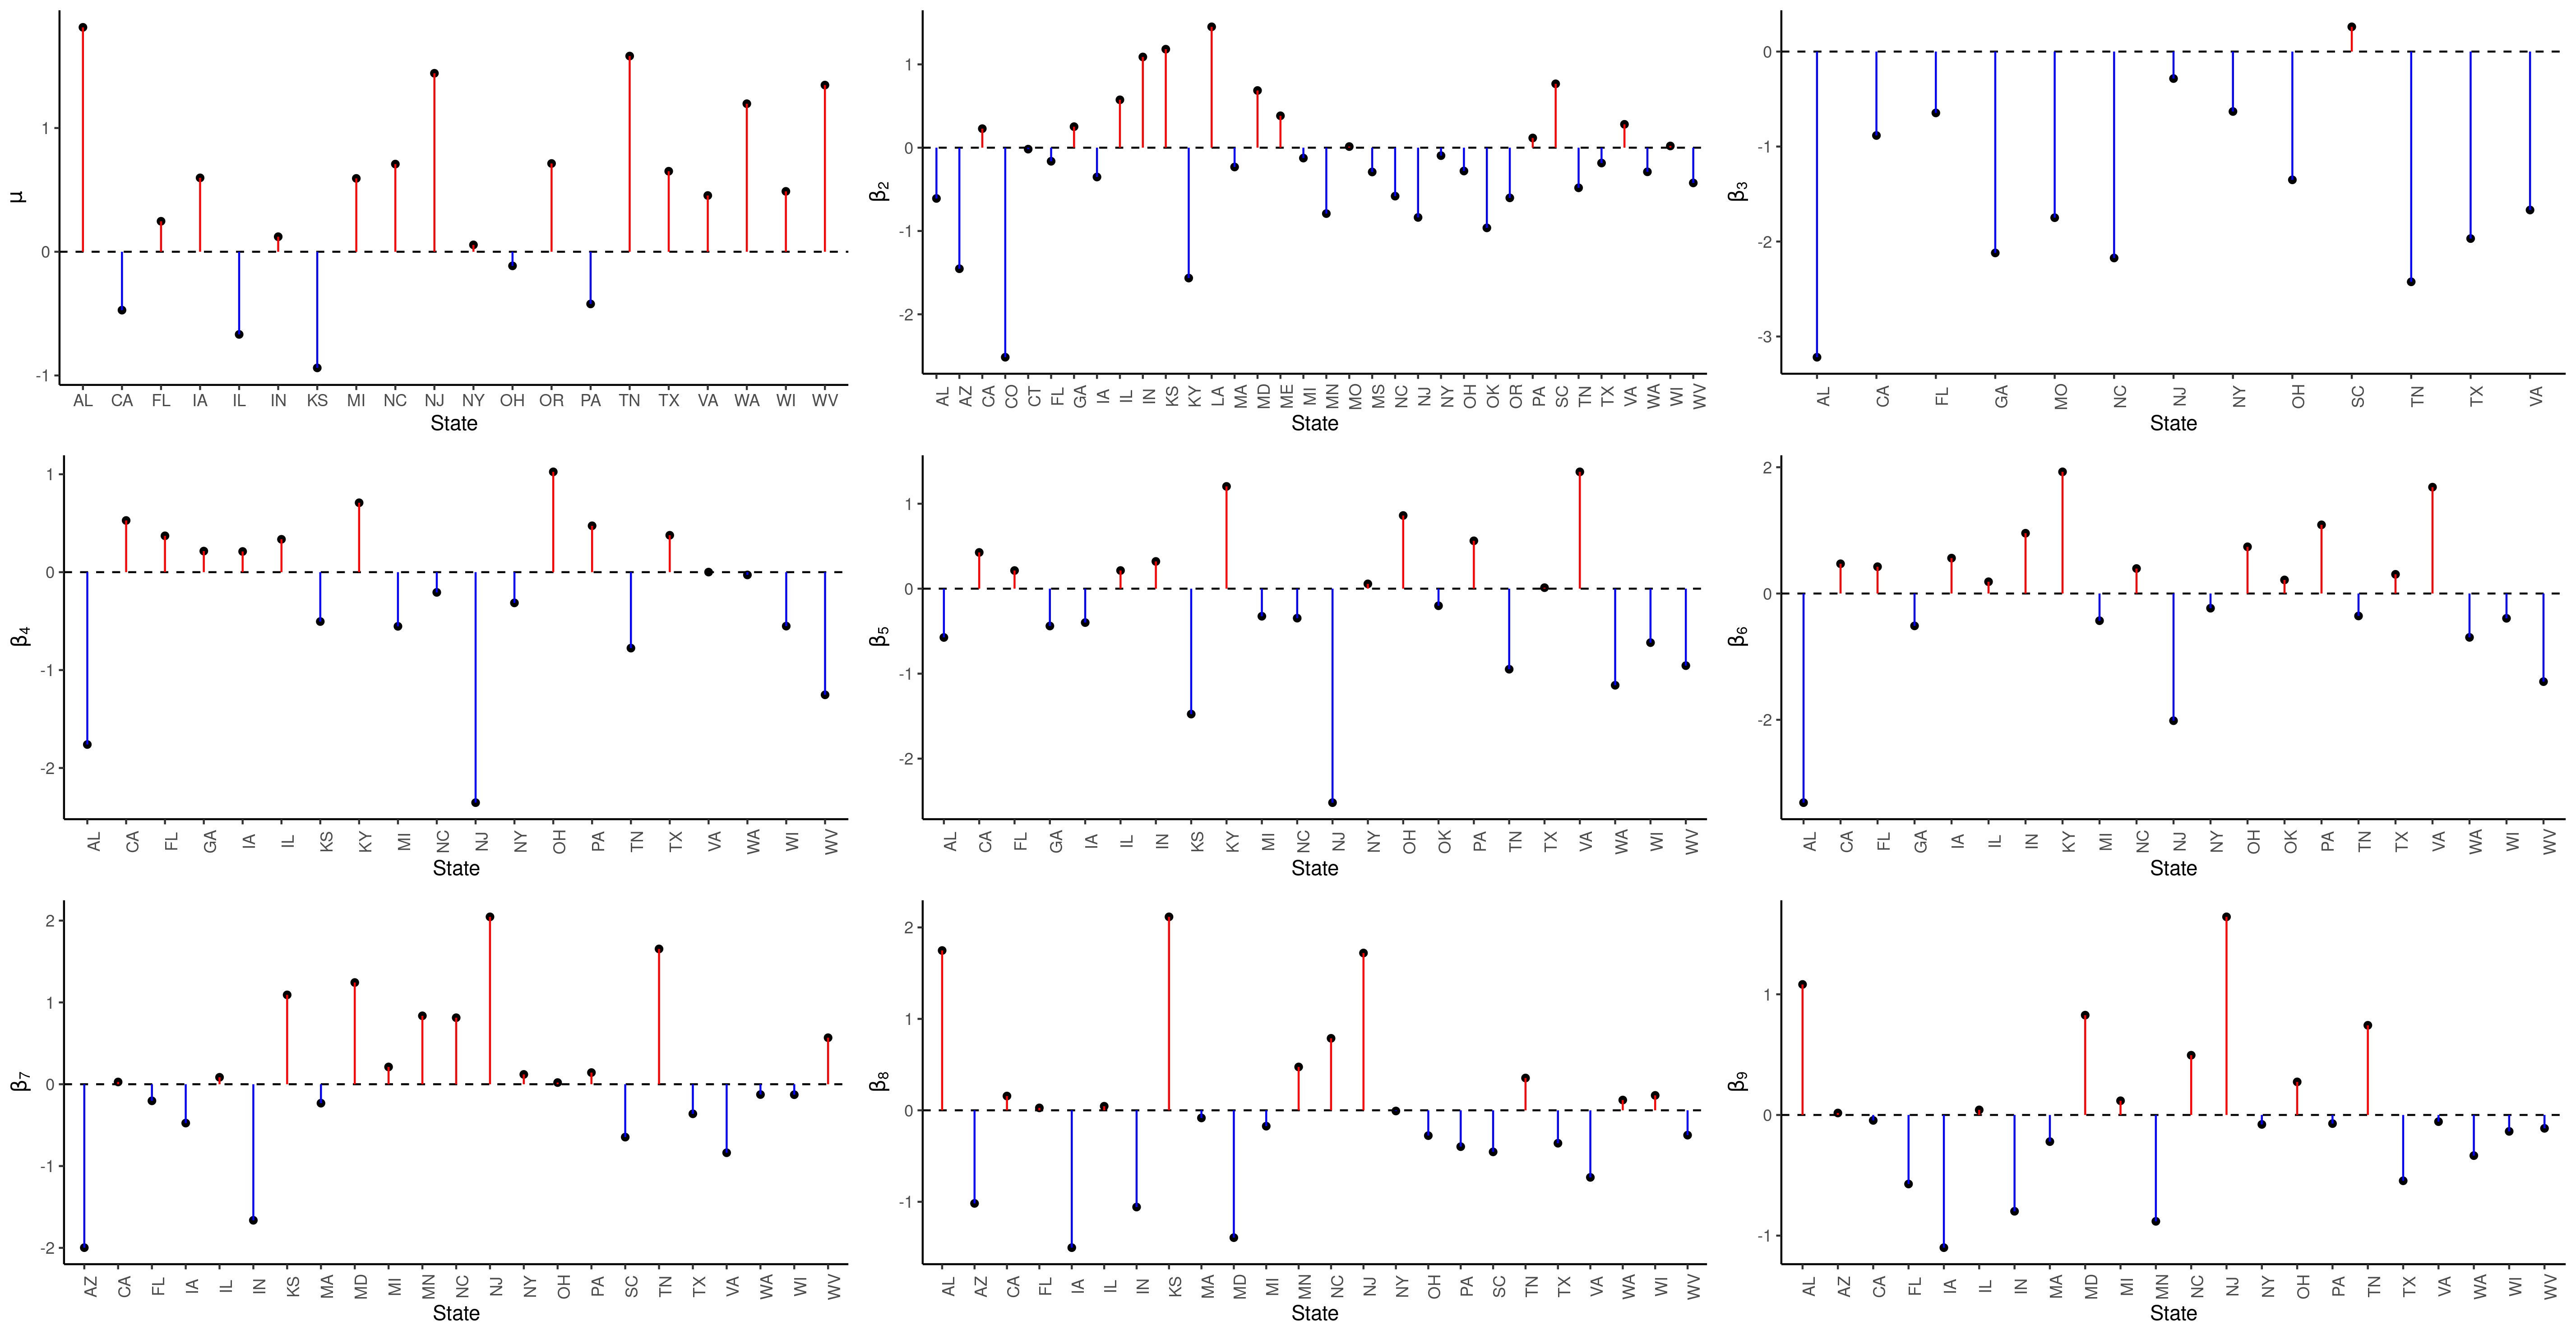 μ
1
0
-1
AL CA FL IA IL IN KS MI NC NJ NY OH OR PA TN TX VA WA WI WV
State
β2
1
0
-1
-2
AL AZ CA CO CT FL GA IA IL IN KS KY LA MA MD ME MI MN MO MS NC NJ NY OH OK OR PA SC TN TX VA WA WI WV
State
β3
0
-1
-2
-3
AL CA FL GA MO NC NJ NY OH SC TN TX VA
State
β4
1
0
-1
-2
AL CA FL GA IA IL KS KY MI NC NJ NY OH PA TN TX VA WA WI WV
State
β5
1
0
-1
-2
AL CA FL GA IA IL IN KS KY MI NC NJ NY OH OK PA TN TX VA WA WI WV
State
β6
2
0
-2
AL CA FL GA IA IL IN KY MI NC NJ NY OH OK PA TN TX VA WA WI WV
State
β7
2
1
0
-1
-2
AZ CA FL IA IL IN KS MA MD MI MN NC NJ NY OH PA SC TN TX VA WA WI WV
State
β8
2
1
0
-1
AL AZ CA FL IA IL IN KS MA MD MI MN NC NJ NY OH PA SC TN TX VA WA WI WV
State
β9
1
0
-1
AL AZ CA FL IA IL IN MA MD MI MN NC NJ NY OH PA TN TX VA WA WI WV
State